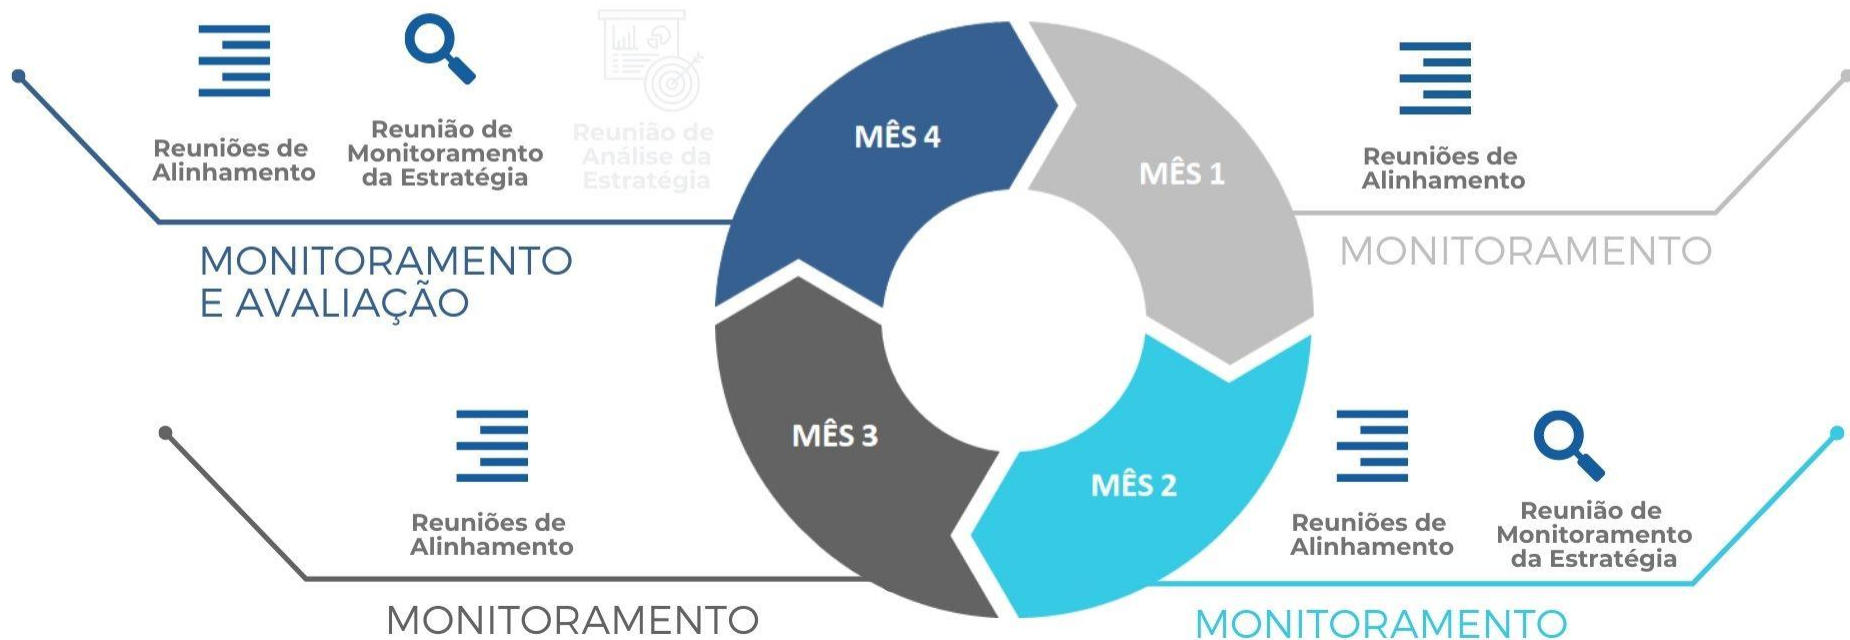 MÊS 1
Reuniões de
Alinhamento
MONITORAMENTO
MÊS 2
Reuniões de
Alinhamento
Reunião de
Monitoramento
da Estratégia
MONITORAMENTO
MÊS 3
Reuniões de
Alinhamento
MONITORAMENTO
MÊS 4
Reuniões de
Alinhamento
Reunião de
Monitoramento
da Estratégia
Reunião de
Análise da
Estratégia
MONITORAMENTO
E AVALIAÇÃO